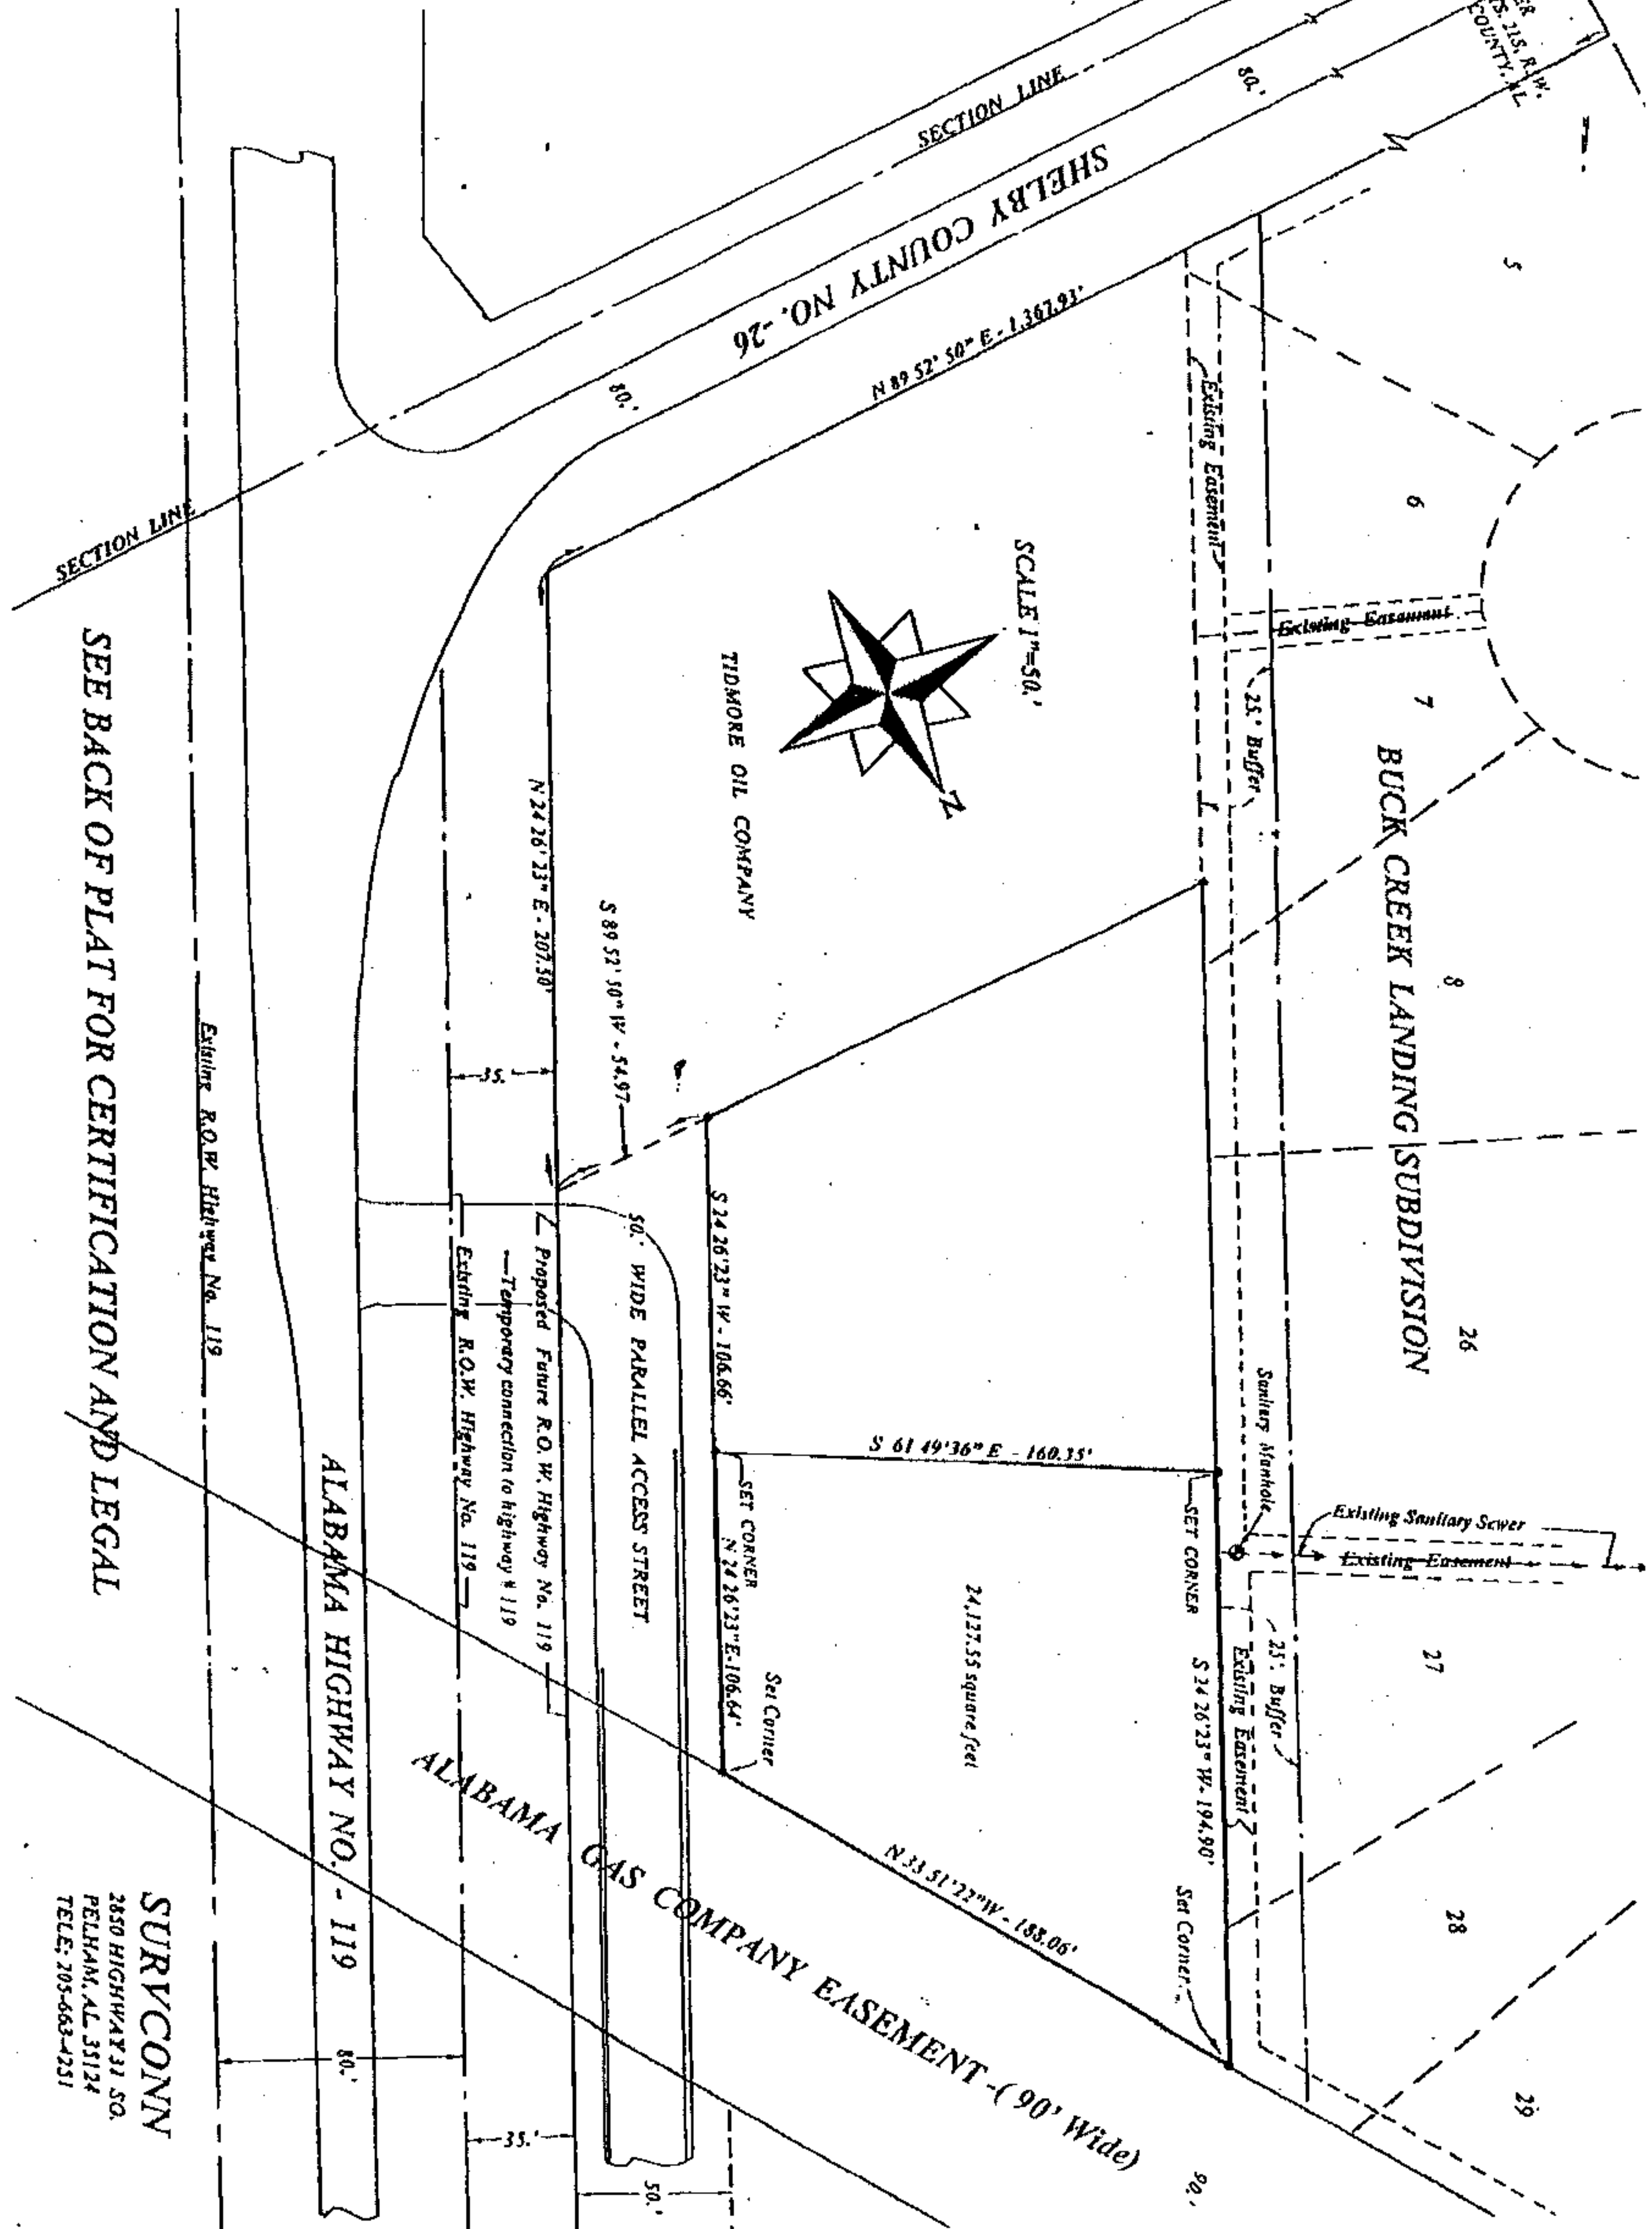 COUNTY, AL
SECTION LINE
80.'
SHELBY COUNTY NO.-26
80.'
SECTION LINE
N 89 52' 50" E - 1,367.93'
Existing Easement
SCALE 1"=50.'
N
TIDMORE OIL COMPANY
N 24 26' 23" E - 207.50'
S 89 52' 50" W - 54.97
35.'
5
6
7
8
26
27
28
29
Existing Easement
25.' Buffer
BUCK CREEK LANDING SUBDIVISION
Sanitary Manhole
Existing Sanitary Sewer
Existing Easement
25'. Buffer
Existing Easement
S 24 26'23" W - 106.66'
S 61 49'36" E - 160.35'
SET CORNER
SET CORNER
N 24 26'23" E-106.64'
Set Corner
24,127.55 square feet
S 24 26'23" W- 194.90'
N 33 51'22"W - 188.06'
Set Corner
50.' WIDE PARALLEL ACCESS STREET
Proposed Future R.O.W. Highway No. 119
Temporary connection to highway # 119
Existing R.O.W. Highway No. 119
Existing R.O.W. Highway No. 119
ALABAMA HIGHWAY NO. - 119
ALABAMA GAS COMPANY EASEMENT -( 90' Wide)
90.'
80.'
35.'
50.'
SEE BACK OF PLAT FOR CERTIFICATION AND LEGAL
SURVCONN
2850 HIGHWAY 31 SO.
PELHAM, AL. 35124
TELE; 205-663-4251